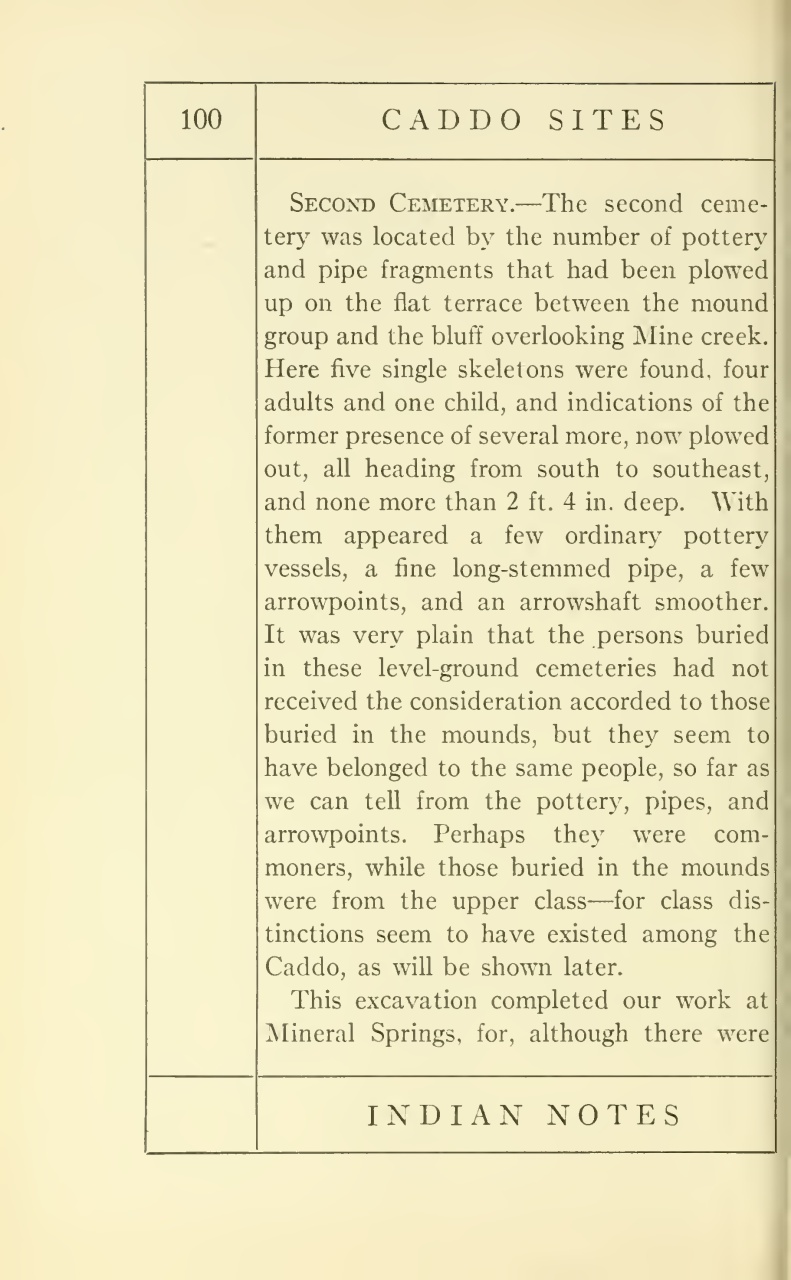 100
CADDO SITES
SECOND CEMETERY.—The second ceme-
tery was located by the number of pottery
and pipe fragments that had been plowed
up on the flat terrace between the mound
group and the bluff overlooking Mine creek.
Here five single skeletons were found, four
adults and one child, and indications of the
former presence of several more, now plowed
out, all heading from south to southeast,
and none more than 2 ft. 4 in. deep. With
them appeared a few ordinary pottery
vessels, a fine long-stemmed pipe, a few
arrowpoints, and an arrowshaft smoother.
It was very plain that the persons buried
in these level-ground cemeteries had not
received the consideration accorded to those
buried in the mounds, but they seem to
have belonged to the same people, so far as
we can tell from the pottery, pipes, and
arrowpoints. Perhaps they were com-
moners, while those buried in the mounds
were from the upper class—for class dis-
tinctions seem to have existed among the
Caddo, as will be shown later.
This excavation completed our work at
Mineral Springs, for, although there were
INDIAN NOTES